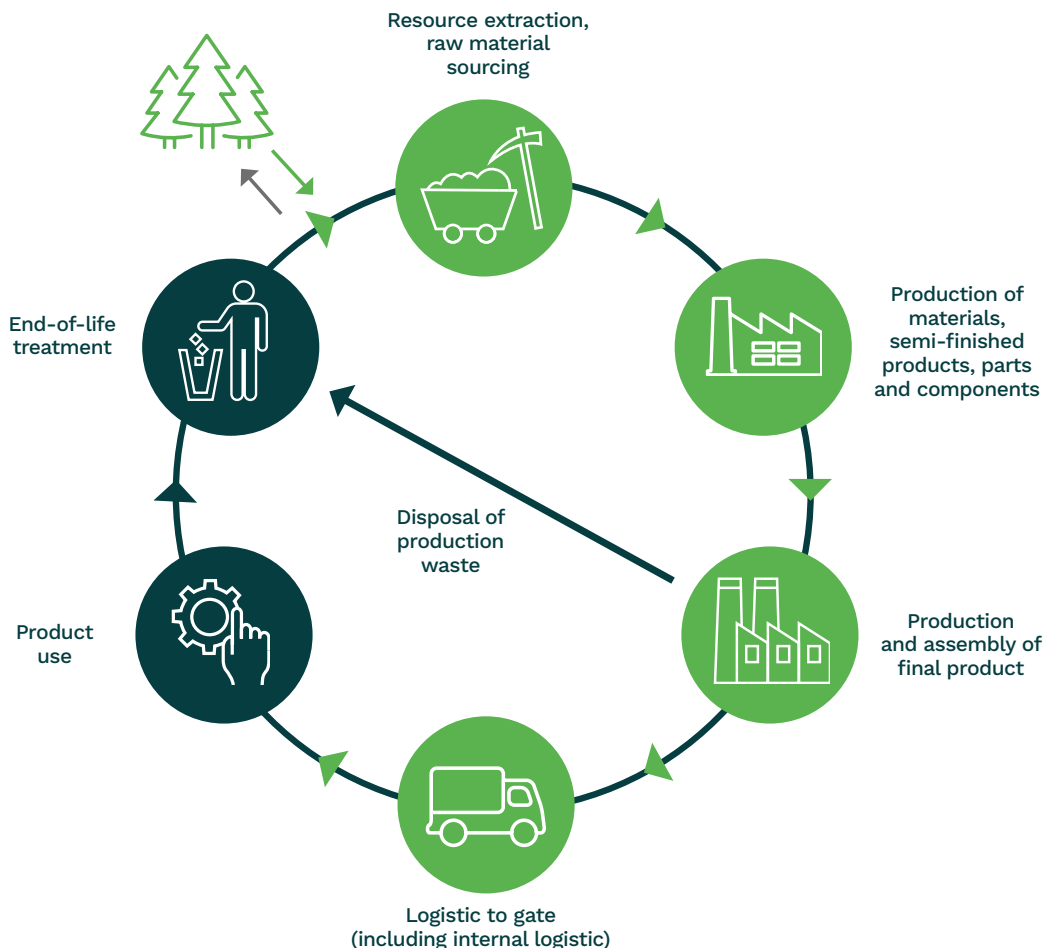 Resource extraction,
raw material
sourcing
Production of
materials,
semi-finished
products, parts
and components
End-of-life
treatment
Disposal of
production
waste
Production
and assembly of
final product
Product
use
Logistic to gate
(including internal logistic)